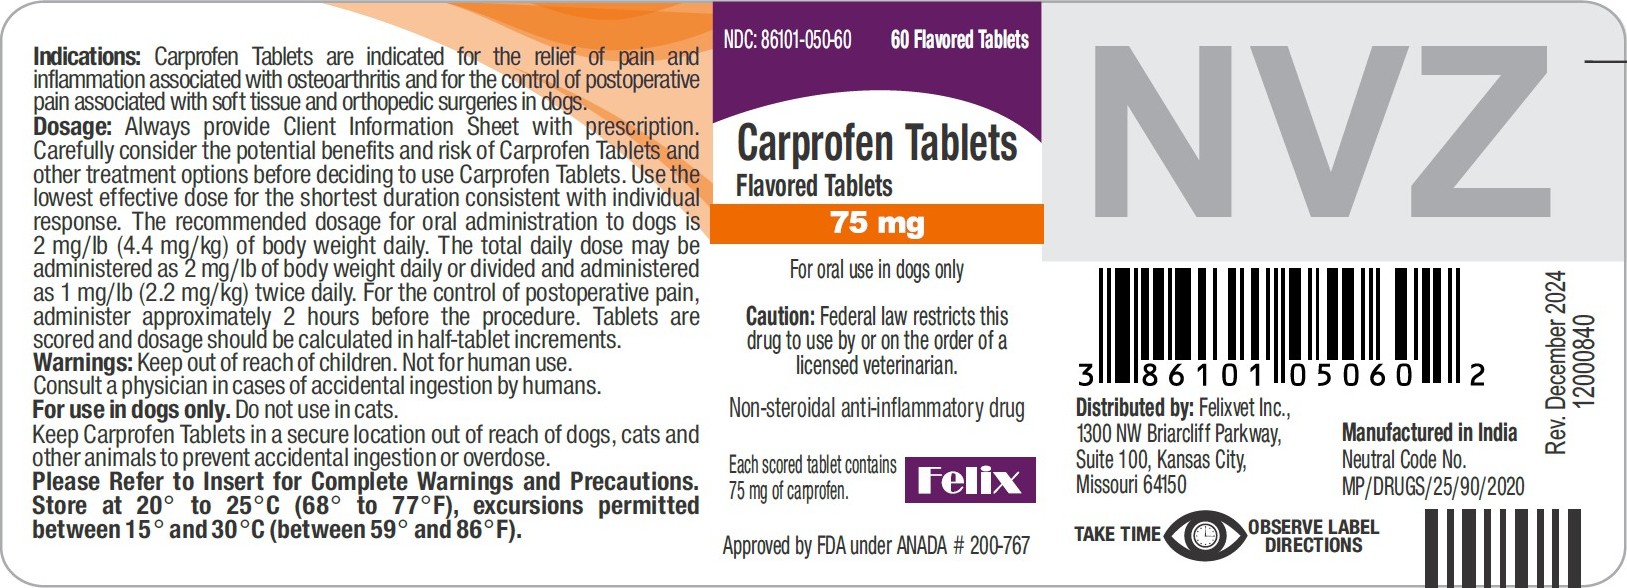 Indications: Carprofen Tablets are indicated for the relief of pain and
inflammation associated with osteoarthritis and for the control of postoperative
pain associated with soft tissue and orthopedic surgeries in dogs.
Dosage: Always provide Client Information Sheet with prescription.
Carefully consider the potential benefits and risk of Carprofen Tablets and
other treatment options before deciding to use Carprofen Tablets. Use the
lowest effective dose for the shortest duration consistent with individual
response. The recommended dosage for oral administration to dogs is
2 mg/lb (4.4 mg/kg) of body weight daily. The total daily dose may be
administered as 2 mg/lb of body weight daily or divided and administered
as 1 mg/lb (2.2 mg/kg) twice daily. For the control of postoperative pain,
administer approximately 2 hours before the procedure. Tablets are
scored and dosage should be calculated in half-tablet increments.
Warnings: Keep out of reach of children. Not for human use.
Consult a physician in cases of accidental ingestion by humans.
For use in dogs only. Do not use in cats.
Keep Carprofen Tablets in a secure location out of reach of dogs, cats and
other animals to prevent accidental ingestion or overdose.
Please Refer to Insert for Complete Warnings and Precautions.
Store at 20° to 25°C (68° to 77°F), excursions permitted
between 15° and 30°C (between 59° and 86°F).
NDC: 86101-050-60 60 Flavored Tablets
Carprofen Tablets
Flavored Tablets
75 mg
For oral use in dogs only
Caution: Federal law restricts this
drug to use by or on the order of a
licensed veterinarian.
Non-steroidal anti-inflammatory drug
Each scored tablet contains
75 mg of carprofen.
Felix
Approved by FDA under ANADA # 200-767
NVZ
3 86101 05060 2
Distributed by: Felixvet Inc.,
1300 NW Briarcliff Parkway,
Suite 100, Kansas City,
Missouri 64150
Manufactured in India
Neutral Code No.
MP/DRUGS/25/90/2020
TAKE TIME OBSERVE LABEL
DIRECTIONS
Rev. December 2024
12000840